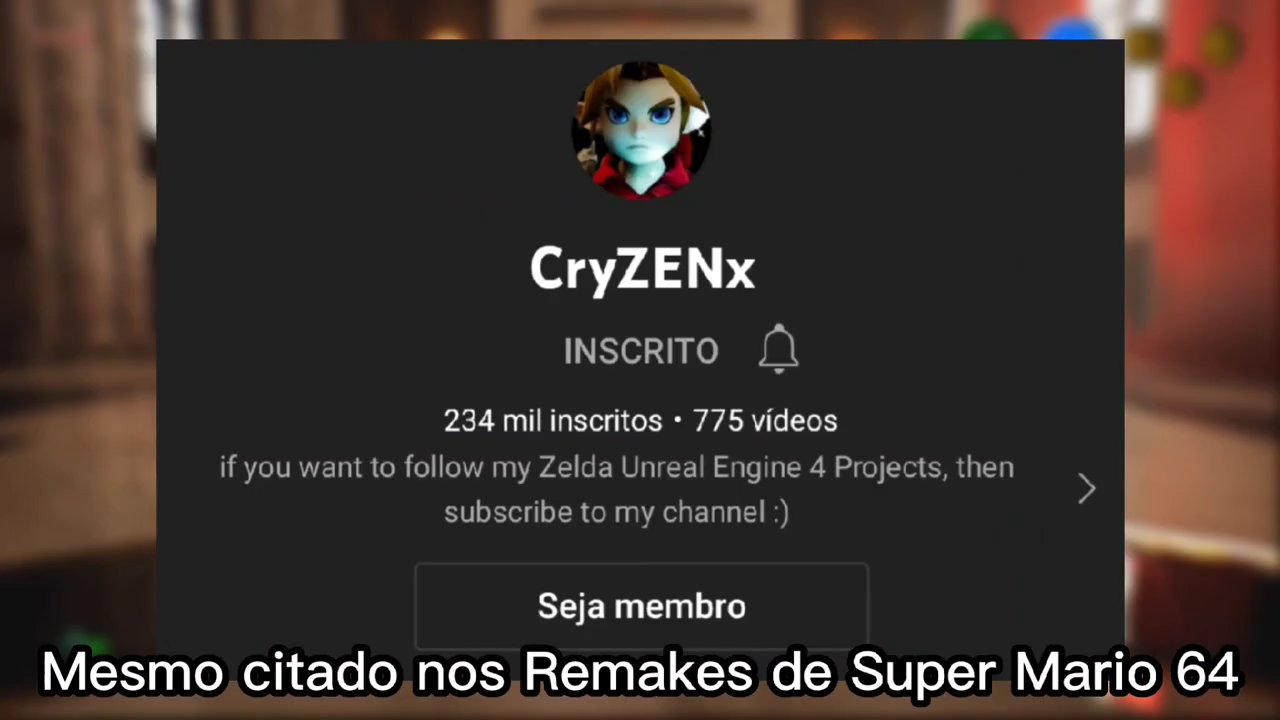 CryZENx
INSCRITO
234 mil inscritos • 775 vídeos
if you want to follow my Zelda Unreal Engine 4 Projects, then
subscribe to my channel :)
Seja membro
Mesmo citado nos Remakes de Super Mario 64